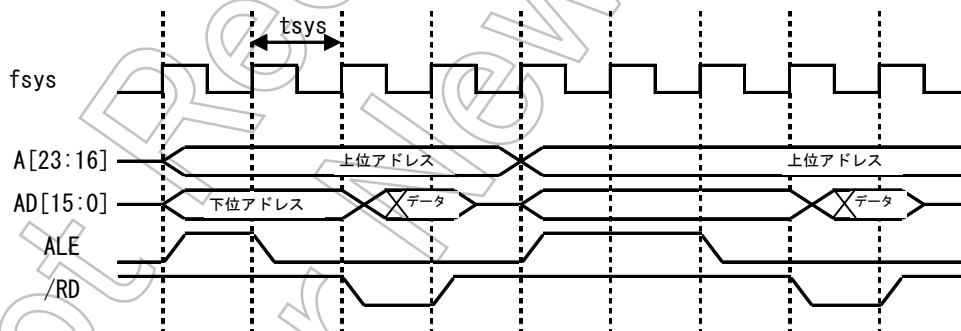 tsys
fsys
A[23:16] 上位アドレス 上位アドレス
AD[15:0] 下位アドレス データ データ
ALE
/RD